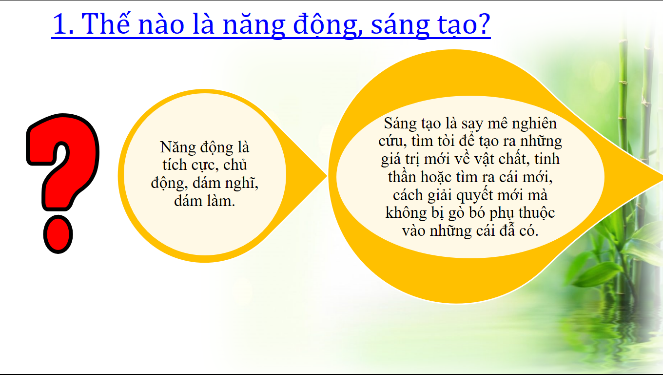 1. Thế nào là năng động, sáng tạo?
Năng động là
tích cực, chủ
động, dám nghĩ,
dám làm.
Sáng tạo là say mê nghiên
cứu, tìm tòi để tạo ra những
giá trị mới về vật chất, tinh
thần hoặc tìm ra cái mới,
cách giải quyết mới mà
không bị gò bó phụ thuộc
vào những cái đẫ có.